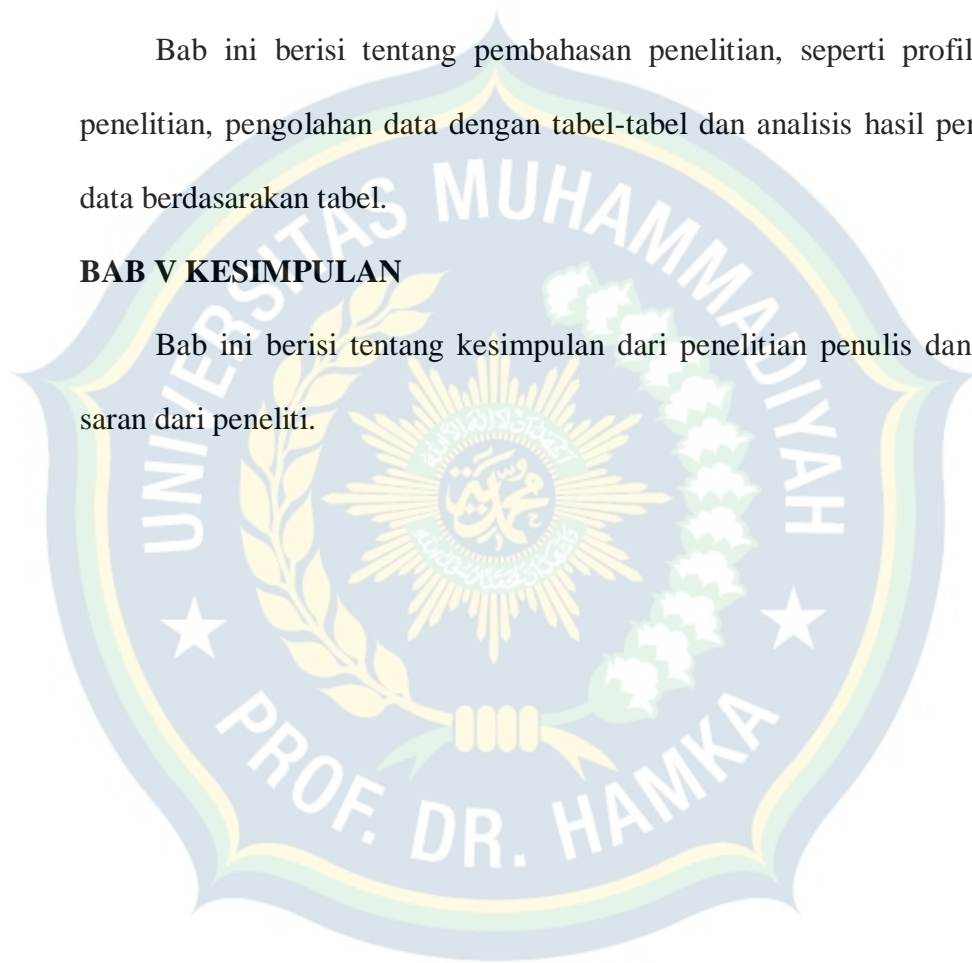 Bab ini berisi tentang pembahasan penelitian, seperti profil
penelitian, pengolahan data dengan tabel-tabel dan analisis hasil
data berdasarakan tabel.
BAB V KESIMPULAN
Bab ini berisi tentang kesimpulan dari penelitian penulis dan
saran dari peneliti.
UNIVERSITAS MUHAMMADIYAH
PROF. DR. HAMKA